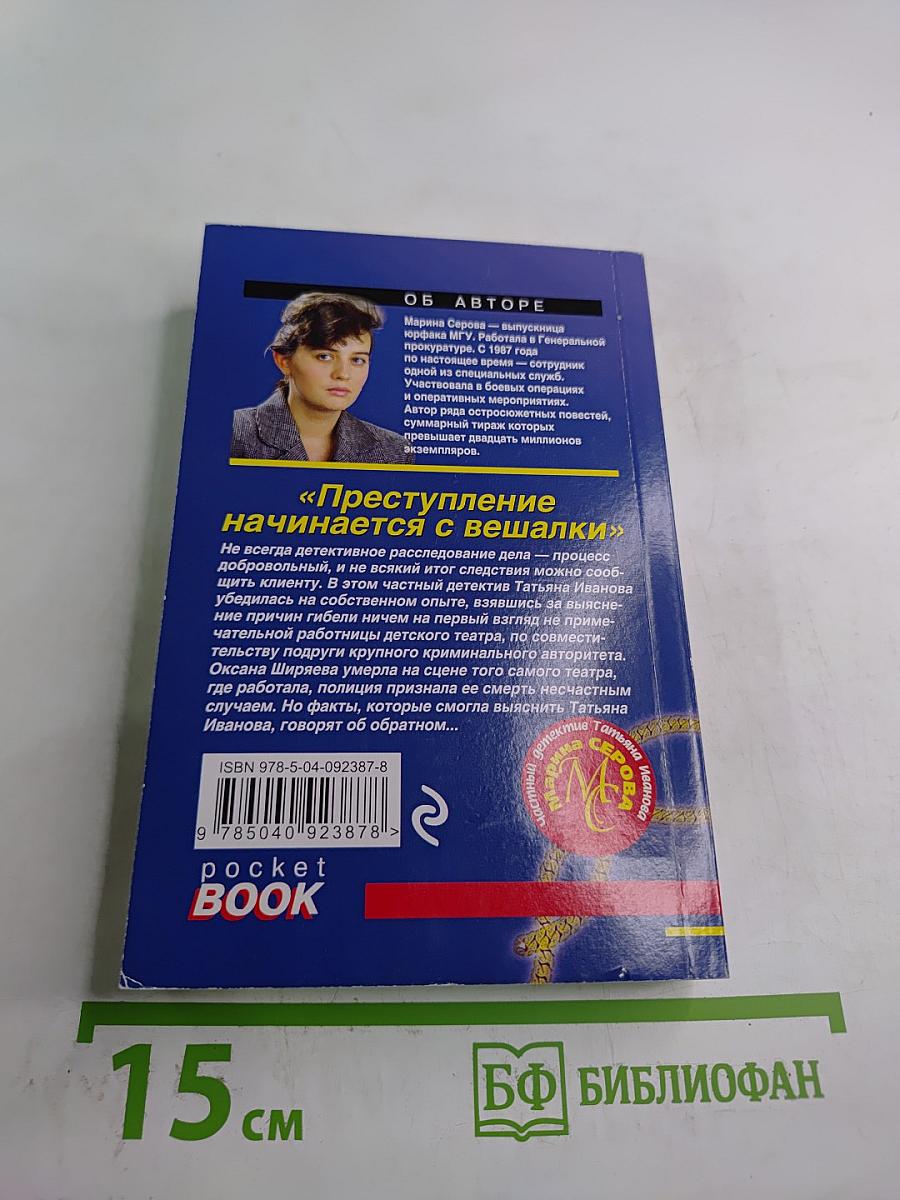 ОБ АВТОРЕ
Марина Серова — выпускница
юрфака МГУ. Работала в Генеральной
прокуратуре. С 1987 года
по настоящее время — сотрудник
одной из специальных служб.
Участвовала в боевых операциях
и оперативных мероприятиях.
Автор ряда остросюжетных повестей,
суммарный тираж которых
превышает двадцать миллионов
экземпляров.
«Преступление
начинается с вешалки»
Не всегда детективное расследование дела — процесс
добровольный, и не всякий итог следствия можно сооб-
щить клиенту. В этом частный детектив Татьяна Иванова
убедилась на собственном опыте, взявшись за выясне-
ние причин гибели ничем на первый взгляд не приме-
чательной работницы детского театра, по совмести-
тельству подруги крупного криминального авторитета.
Оксана Ширяева умерла на сцене того самого театра,
где работала, полиция признала ее смерть несчастным
случаем. Но факты, которые смогла выяснить Татьяна
Иванова, говорят об обратном...
частный детектив Татьяна Иванова
Марина СЕРОВА
МС
ISBN 978-5-04-092387-8
9 785040 923878 >
pocket
BOOK
15 см
БФ БИБЛИОФАН